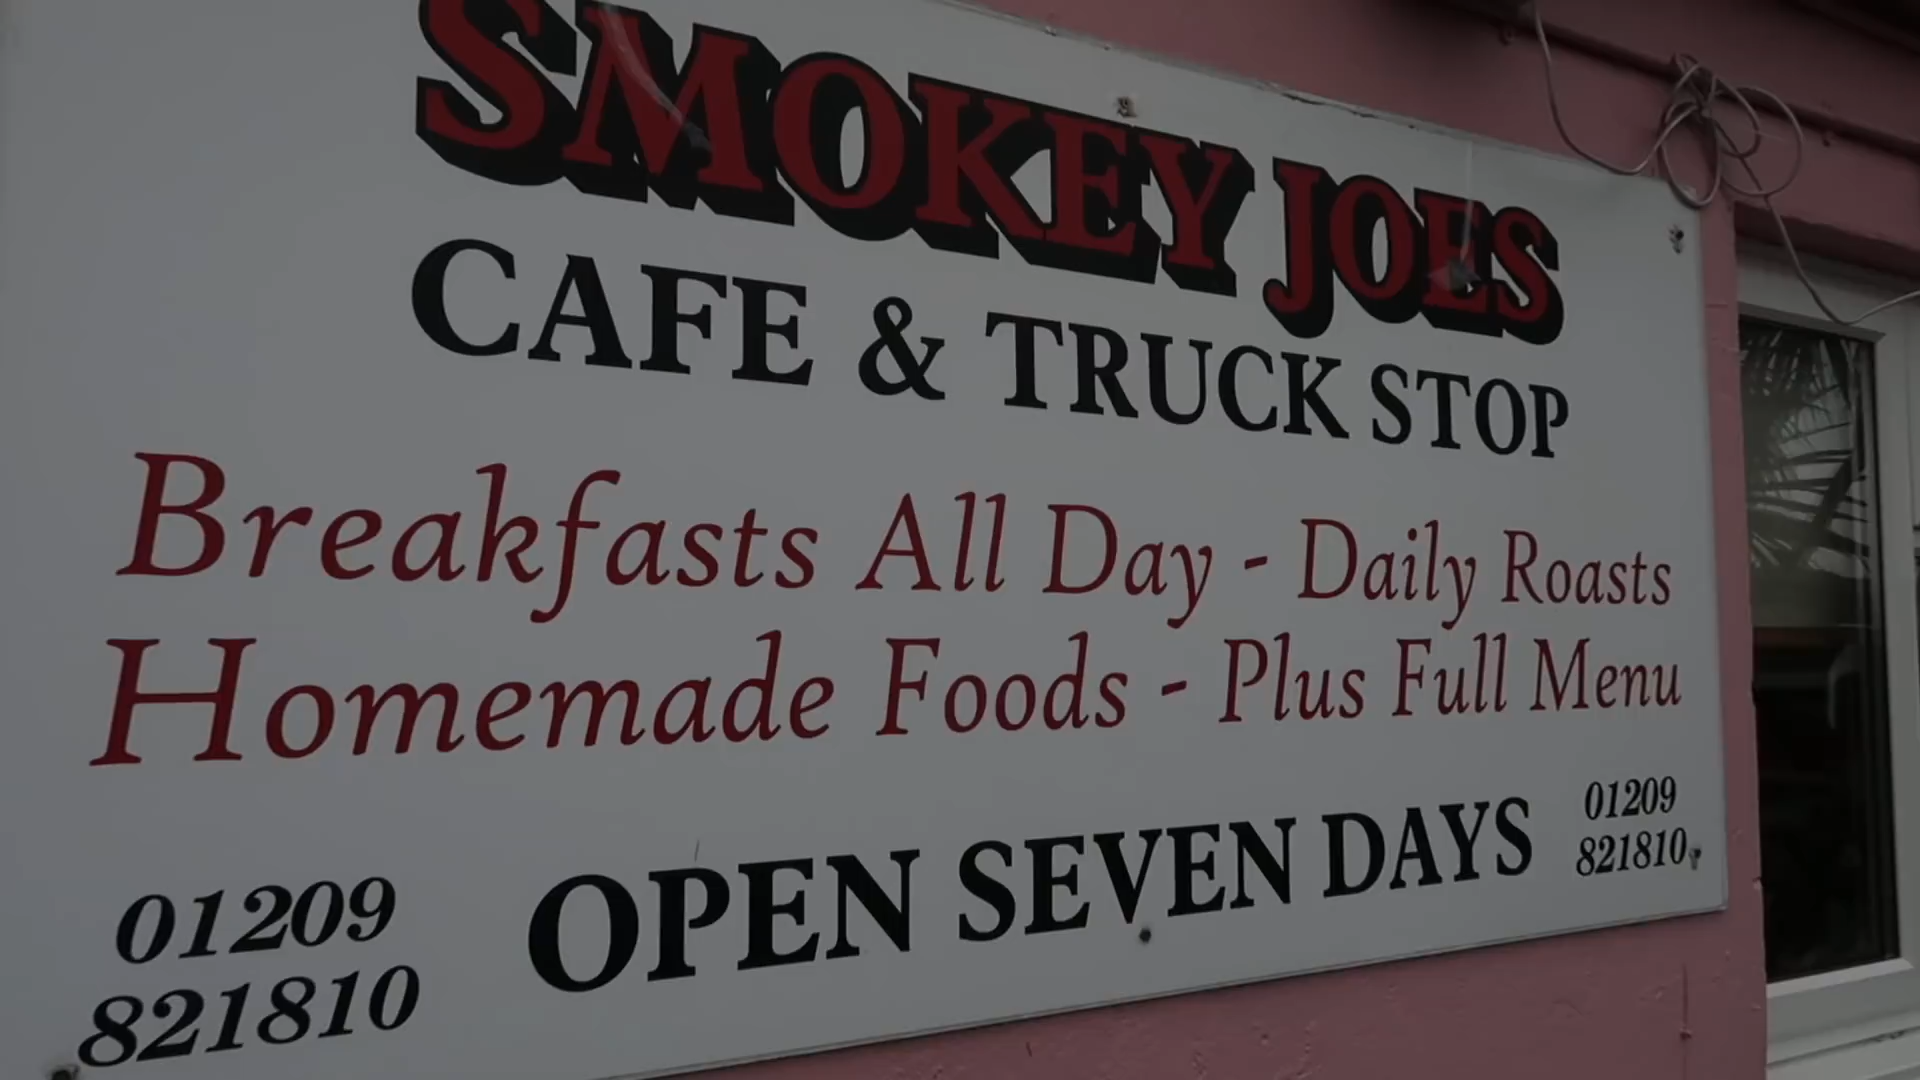 SMOKEY JOES
CAFE & TRUCK STOP
Breakfasts All Day - Daily Roasts
Homemade Foods - Plus Full Menu
01209
821810
OPEN SEVEN DAYS
01209
821810